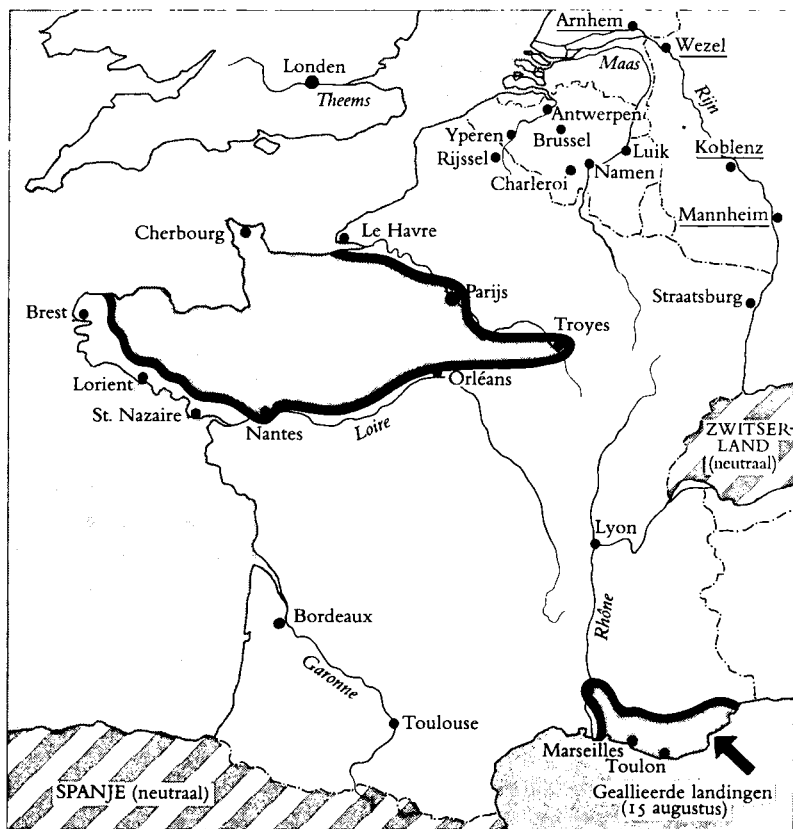 Arnhem
Wezel
Maas
Londen
Theems
Rijn
Antwerpen
Yperen
Brussel
Rijssel
Luik
Koblenz
Charleroi
Namen
Mannheim
Cherbourg
Le Havre
Brest
Parijs
Straatsburg
Troyes
Lorient
Orléans
St. Nazaire
Nantes
Loire
ZWITSER-
LAND
(neutraal)
Lyon
Rhône
Bordeaux
Garonne
Toulouse
Marseilles
Toulon
SPANJE (neutraal)
Geallieerde landingen
(15 augustus)